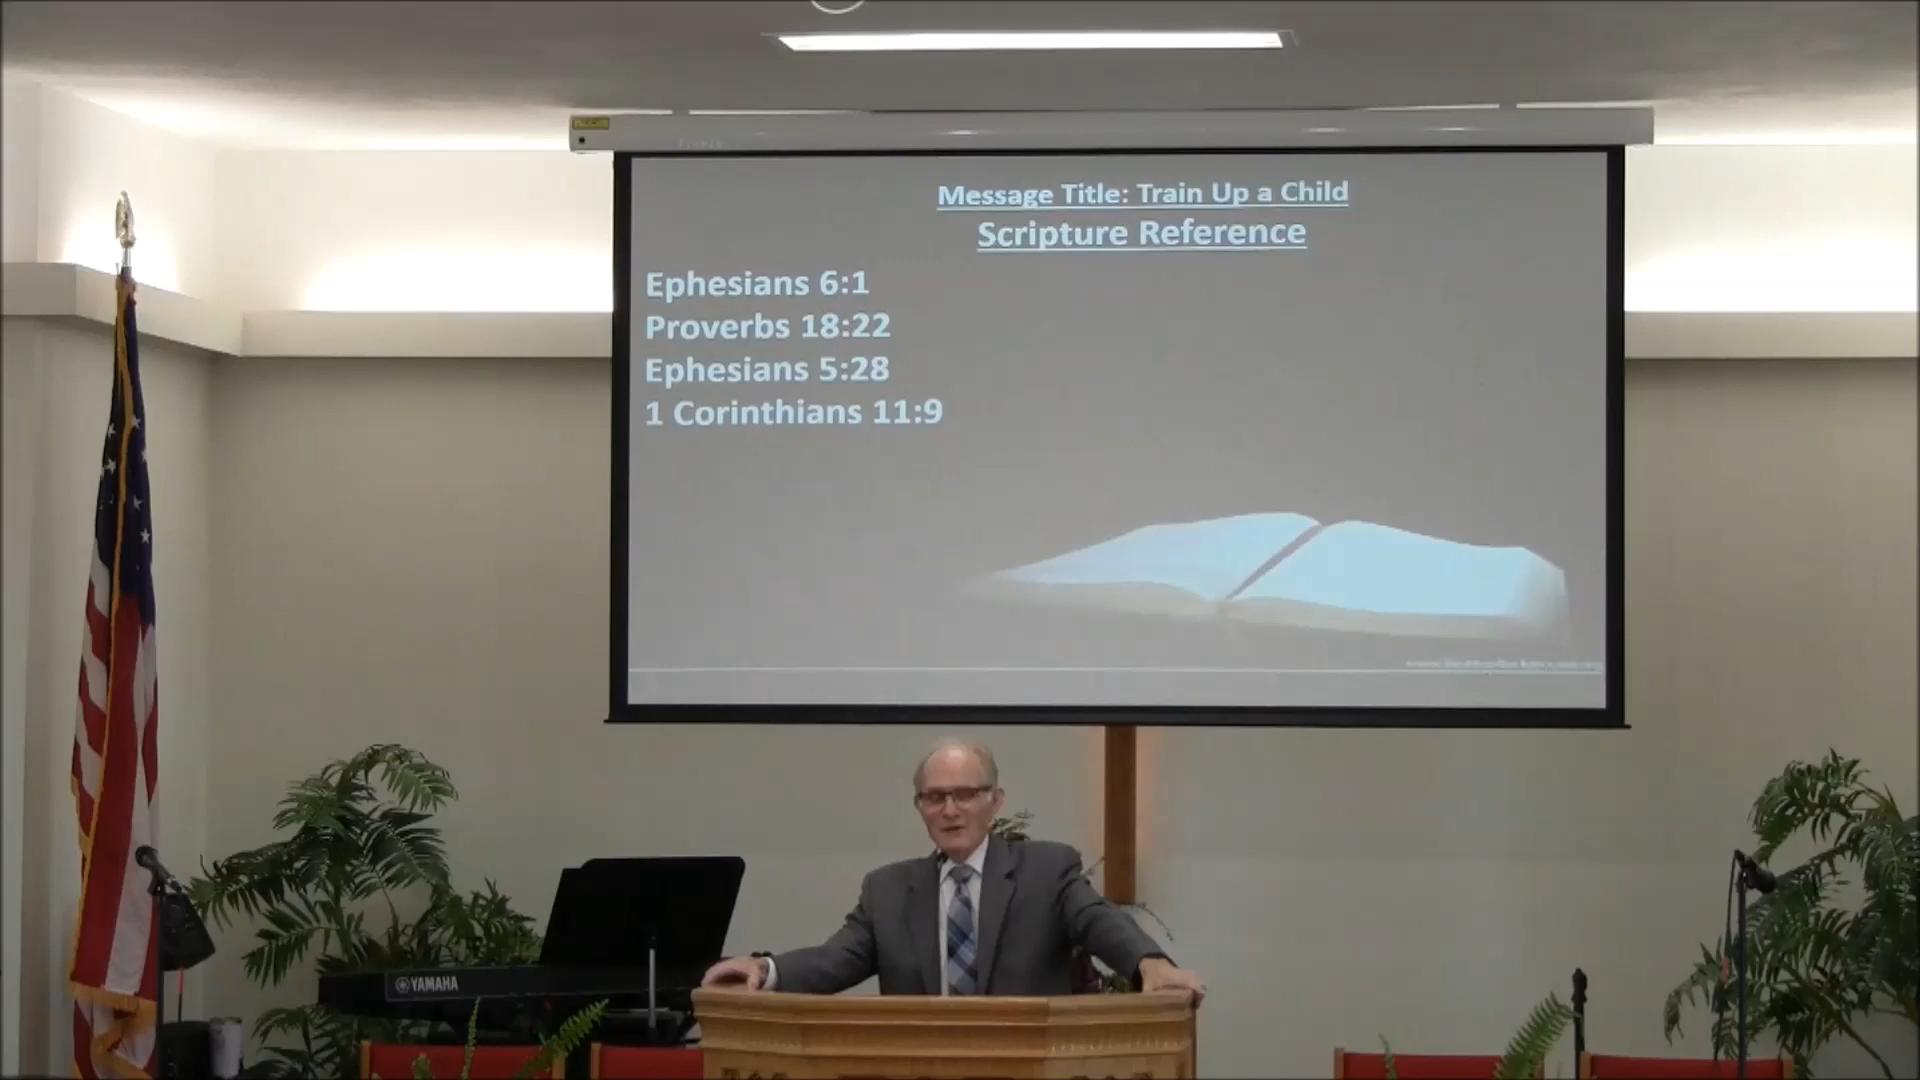 Message Title: Train Up a Child
Scripture Reference
Ephesians 6:1
Proverbs 18:22
Ephesians 5:28
1 Corinthians 11:9
YAMAHA